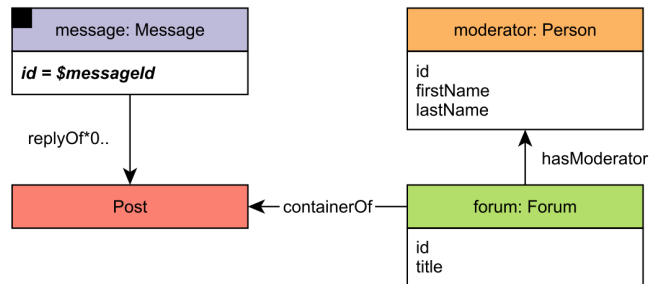 message: Message
id = $messageId
moderator: Person
id
firstName
lastName
replyOf*0..
hasModerator
Post
containerOf
forum: Forum
id
title